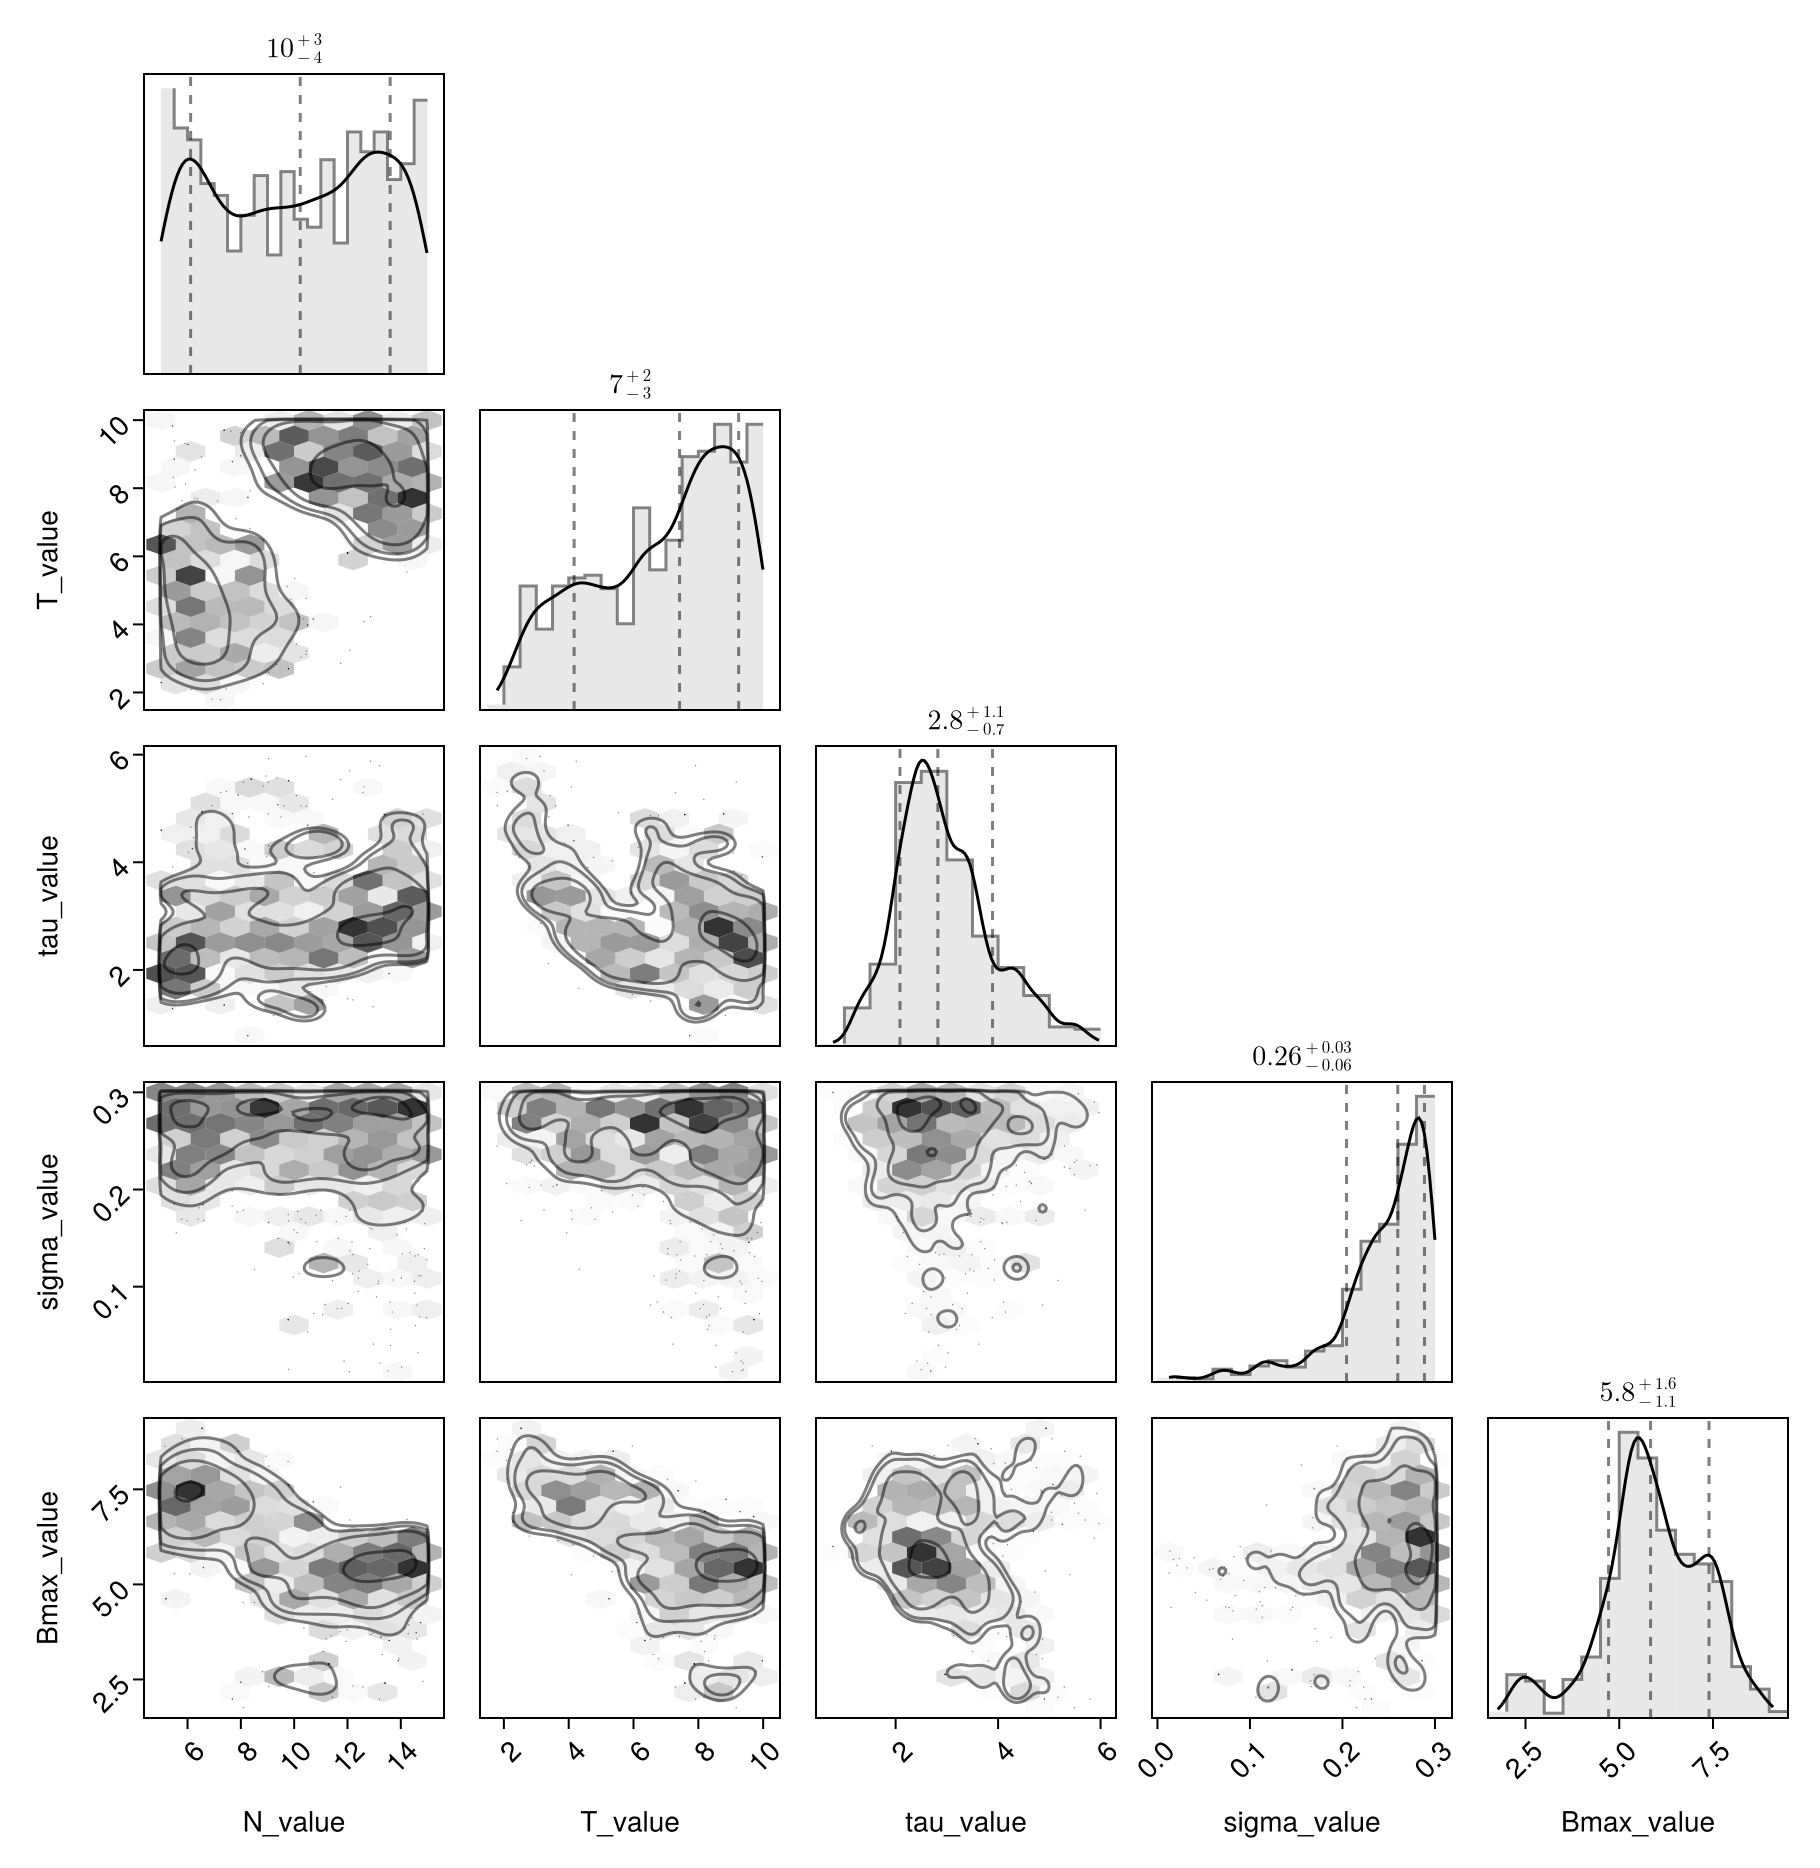 10 +3 −4
7 +2 −3
10
8
6
4
2
T_value
2.8 +1.1 −0.7
6
4
2
tau_value
0.26 +0.03 −0.06
0.3
0.2
0.1
sigma_value
5.8 +1.6 −1.1
7.5
5.0
2.5
Bmax_value
6 8 10 12 14 2 4 6 8 10 2 4 6 0.0 0.1 0.2 0.3 2.5 5.0 7.5
N_value T_value tau_value sigma_value Bmax_value